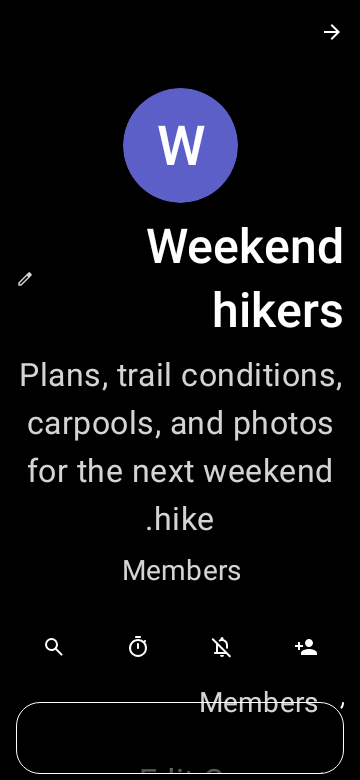 W
Weekend
hikers
Plans, trail conditions,
carpools, and photos
for the next weekend
.hike
Members
Members